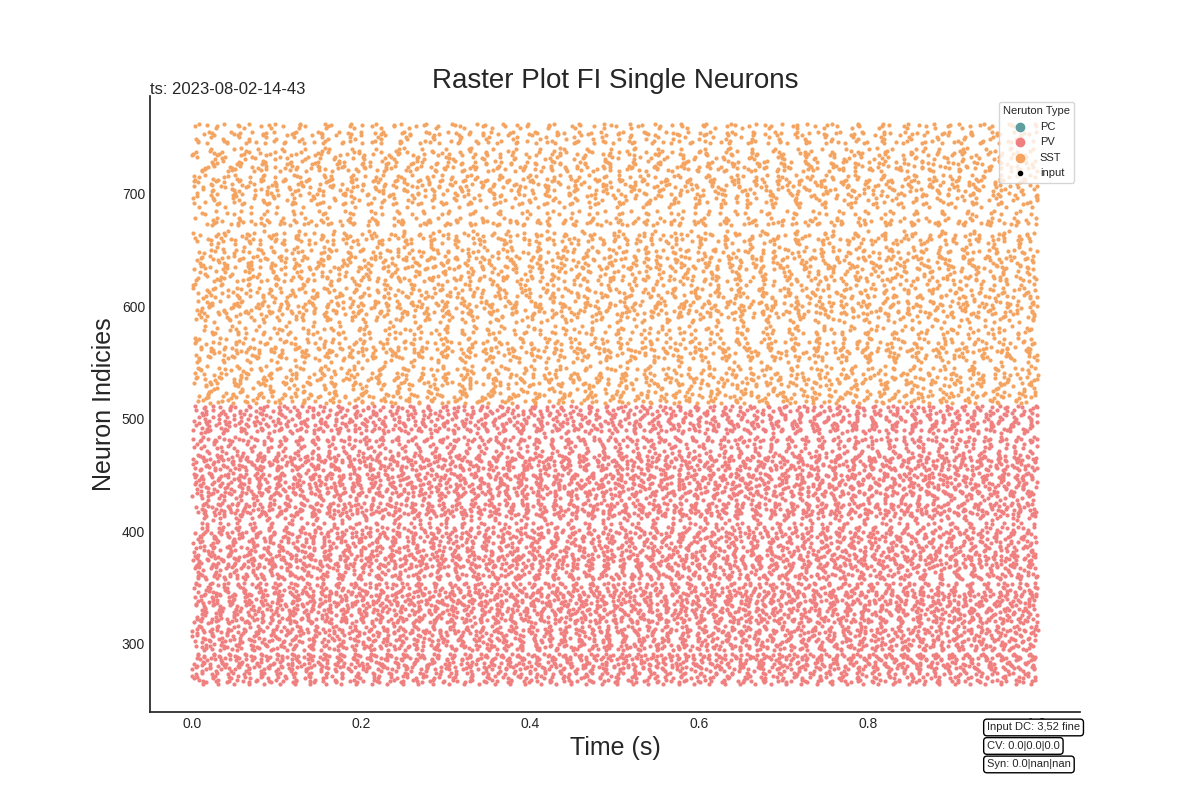 Raster Plot FI Single Neurons
ts: 2023-08-02-14-43
Neruton Type
PC
PV
SST
input
Neuron Indicies
700
600
500
400
300
0.0 0.2 0.4 0.6 0.8
Time (s)
Input DC: 3,52 fine
CV: 0.0|0.0|0.0
Syn: 0.0|nan|nan